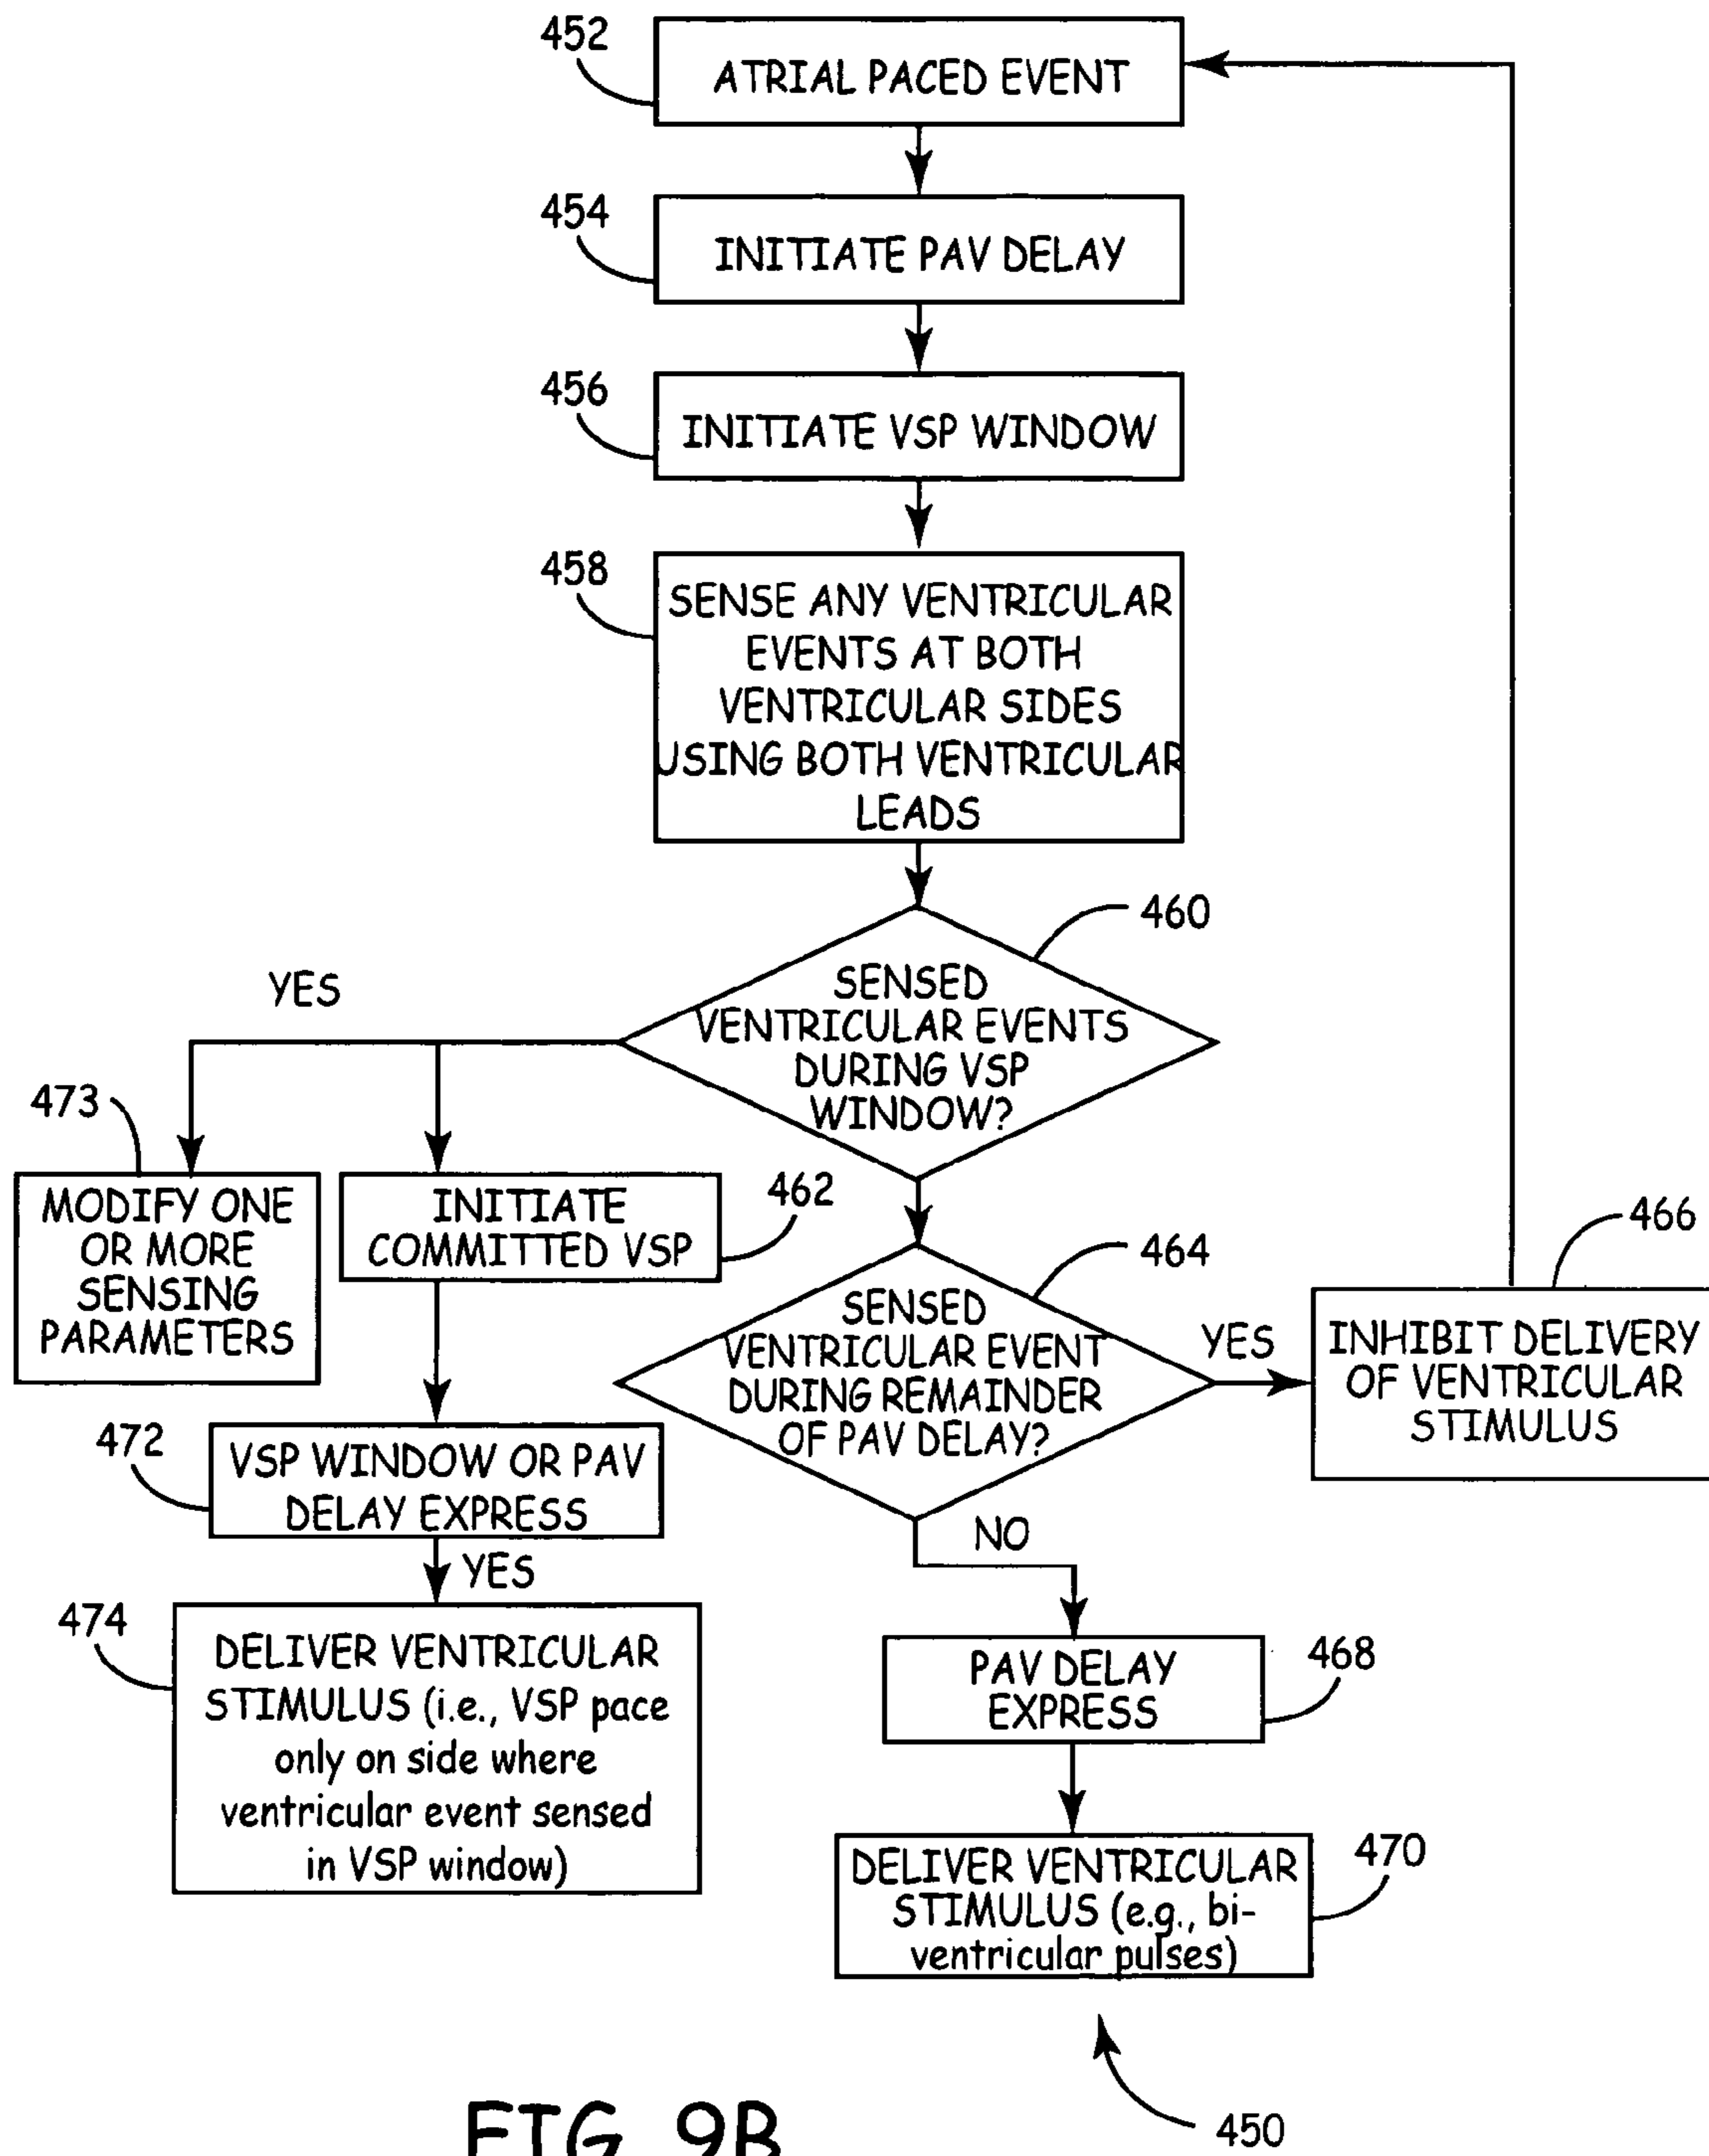 452
ATRIAL PACED EVENT
454
INITIATE PAV DELAY
456
INITIATE VSP WINDOW
458
SENSE ANY VENTRICULAR
EVENTS AT BOTH
VENTRICULAR SIDES
USING BOTH VENTRICULAR
LEADS
460
SENSED
VENTRICULAR EVENTS
DURING VSP
WINDOW?
YES
473
MODIFY ONE
OR MORE
SENSING
PARAMETERS
INITIATE
COMMITTED VSP
462
464
SENSED
VENTRICULAR EVENT
DURING REMAINDER
OF PAV DELAY?
YES
466
INHIBIT DELIVERY
OF VENTRICULAR
STIMULUS
472
VSP WINDOW OR PAV
DELAY EXPRESS
YES
NO
474
DELIVER VENTRICULAR
STIMULUS (i.e., VSP pace
only on side where
ventricular event sensed
in VSP window)
PAV DELAY
EXPRESS
468
DELIVER VENTRICULAR
STIMULUS (e.g., bi-
ventricular pulses)
470
450
FIG. 9B